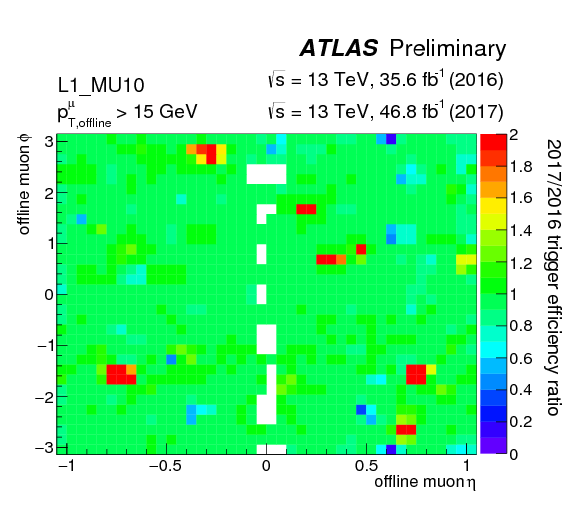 ATLAS Preliminary
L1_MU10
√s = 13 TeV, 35.6 fb⁻¹ (2016)
p^μ_T,offline > 15 GeV
√s = 13 TeV, 46.8 fb⁻¹ (2017)
offline muon ϕ
3
2
1
0
−1
−2
−3
−1
−0.5
0
0.5
1
offline muon η
2
1.8
1.6
1.4
1.2
1
0.8
0.6
0.4
0.2
0
2017/2016 trigger efficiency ratio